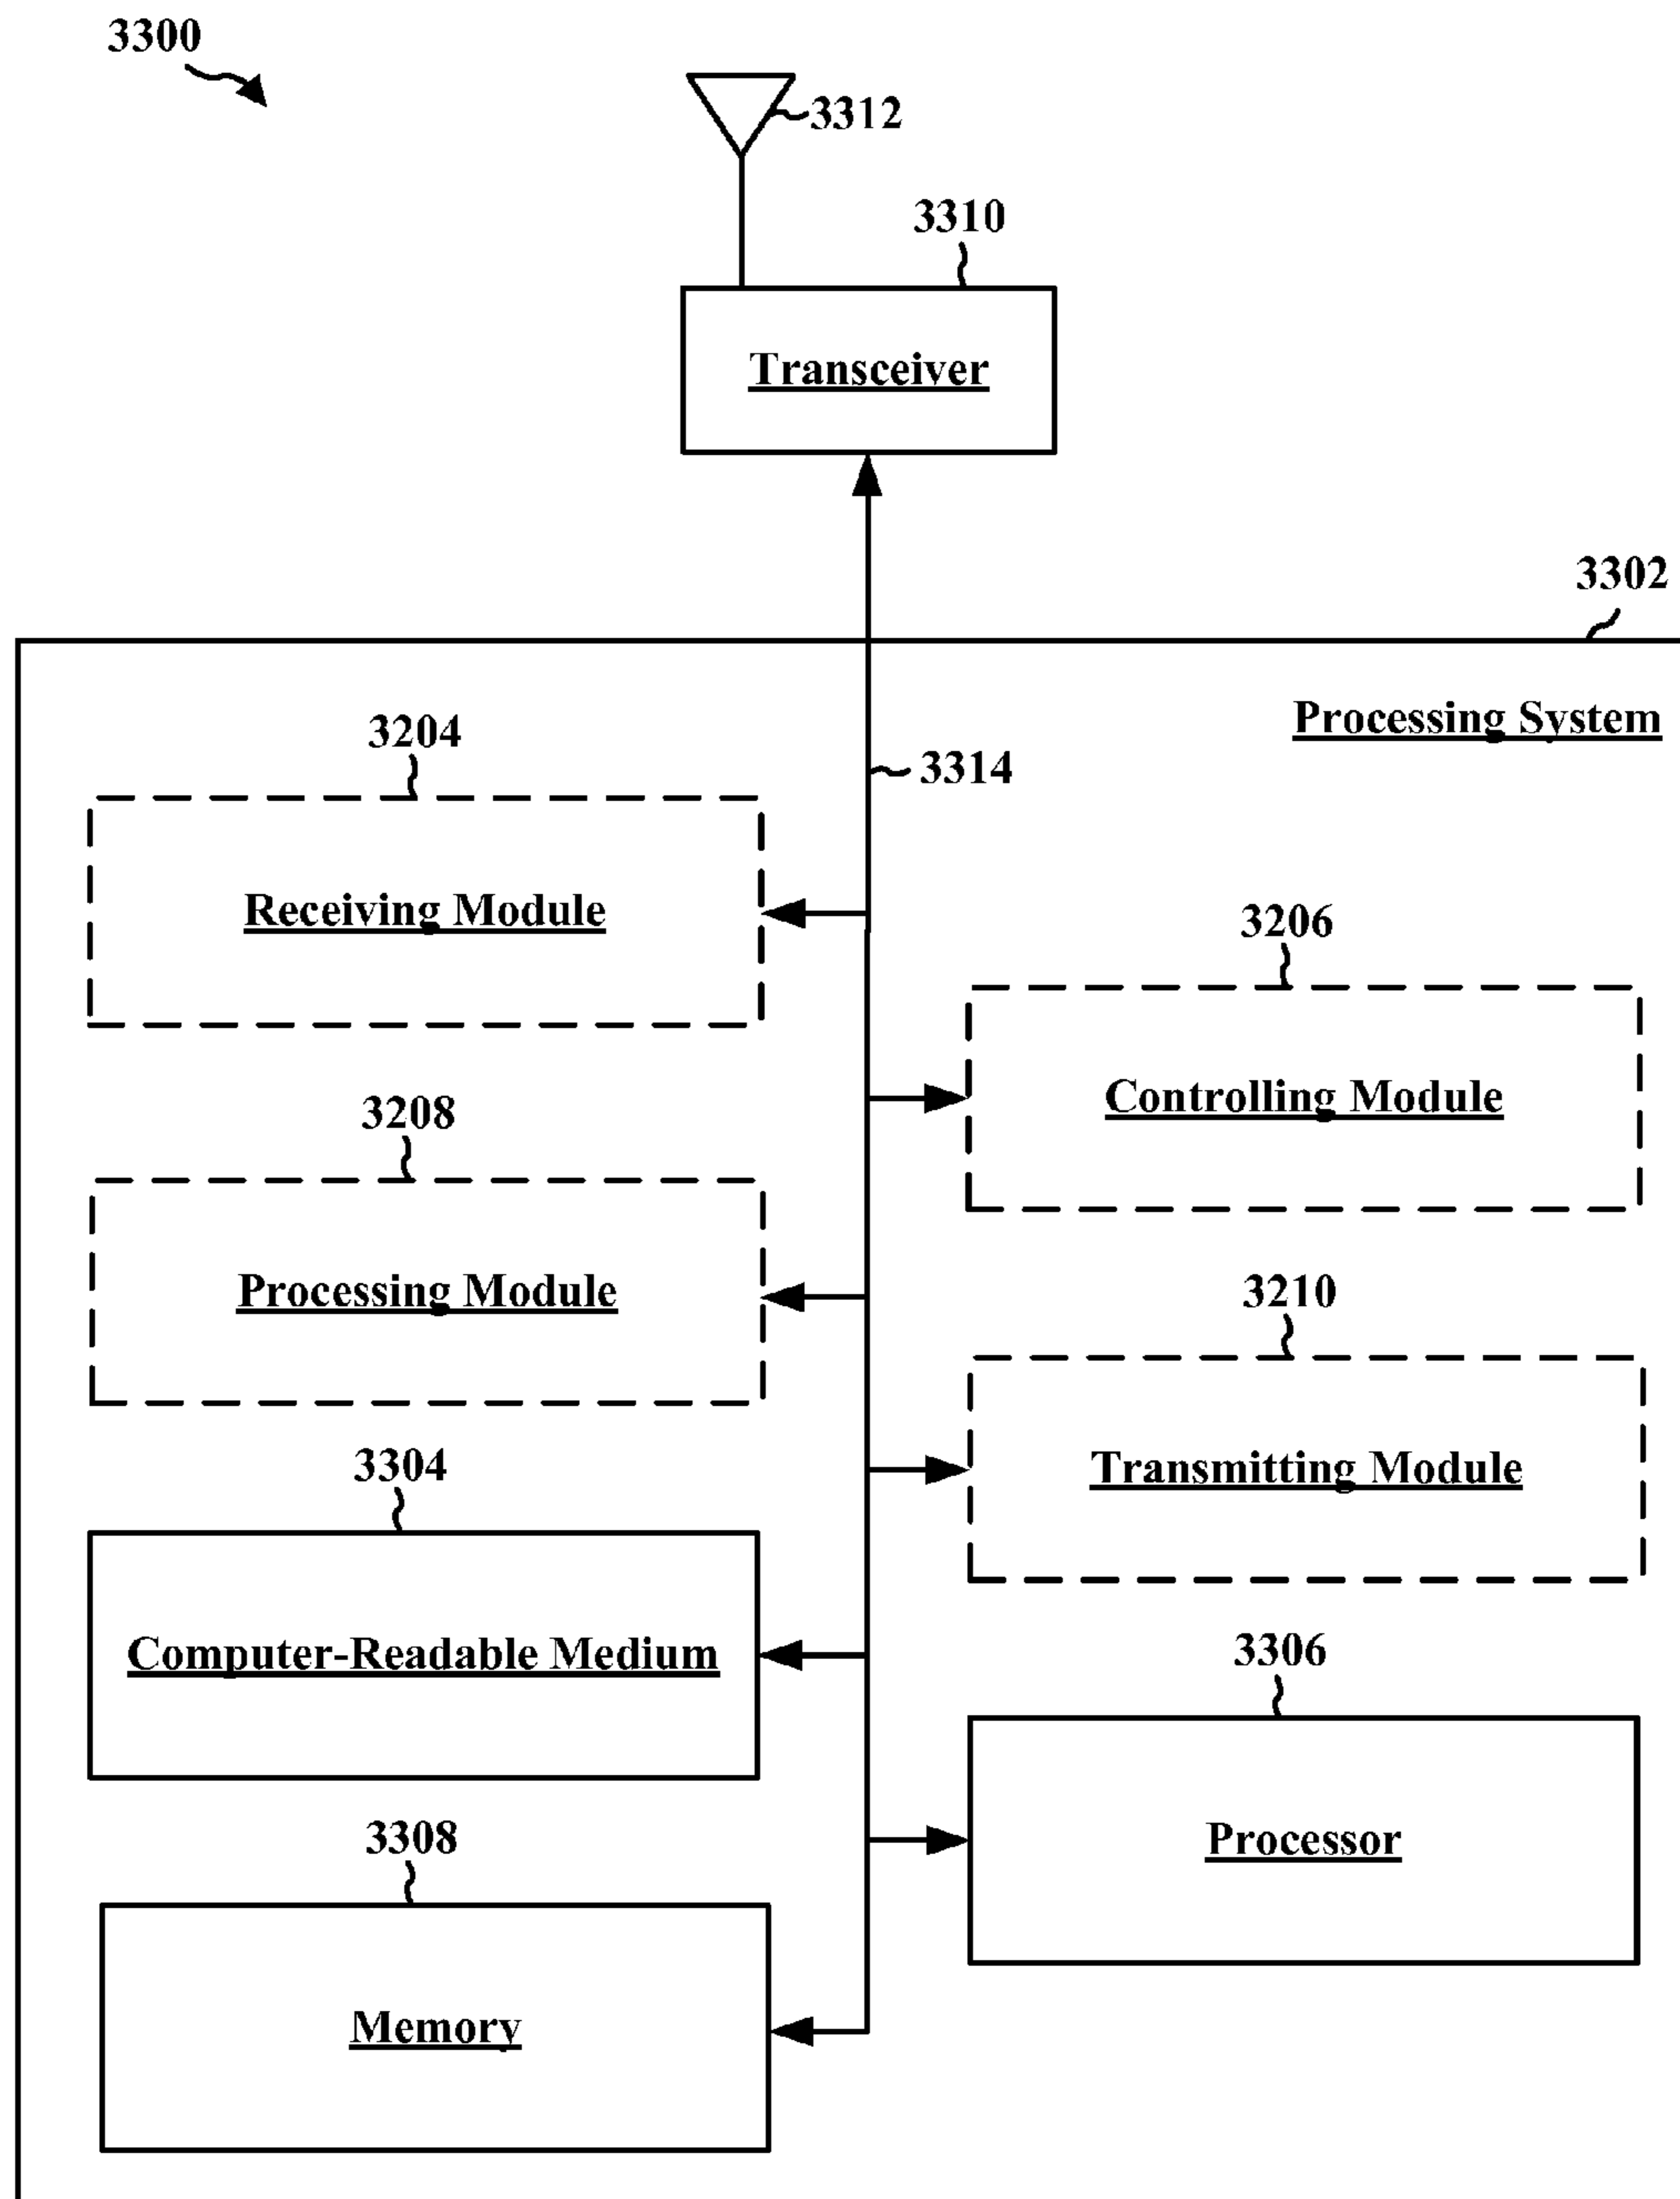 3300
3312
3310
Transceiver
3302
Processing System
3204
3314
Receiving Module
3206
Controlling Module
3208
Processing Module
3210
Transmitting Module
3304
Computer-Readable Medium
3306
Processor
3308
Memory